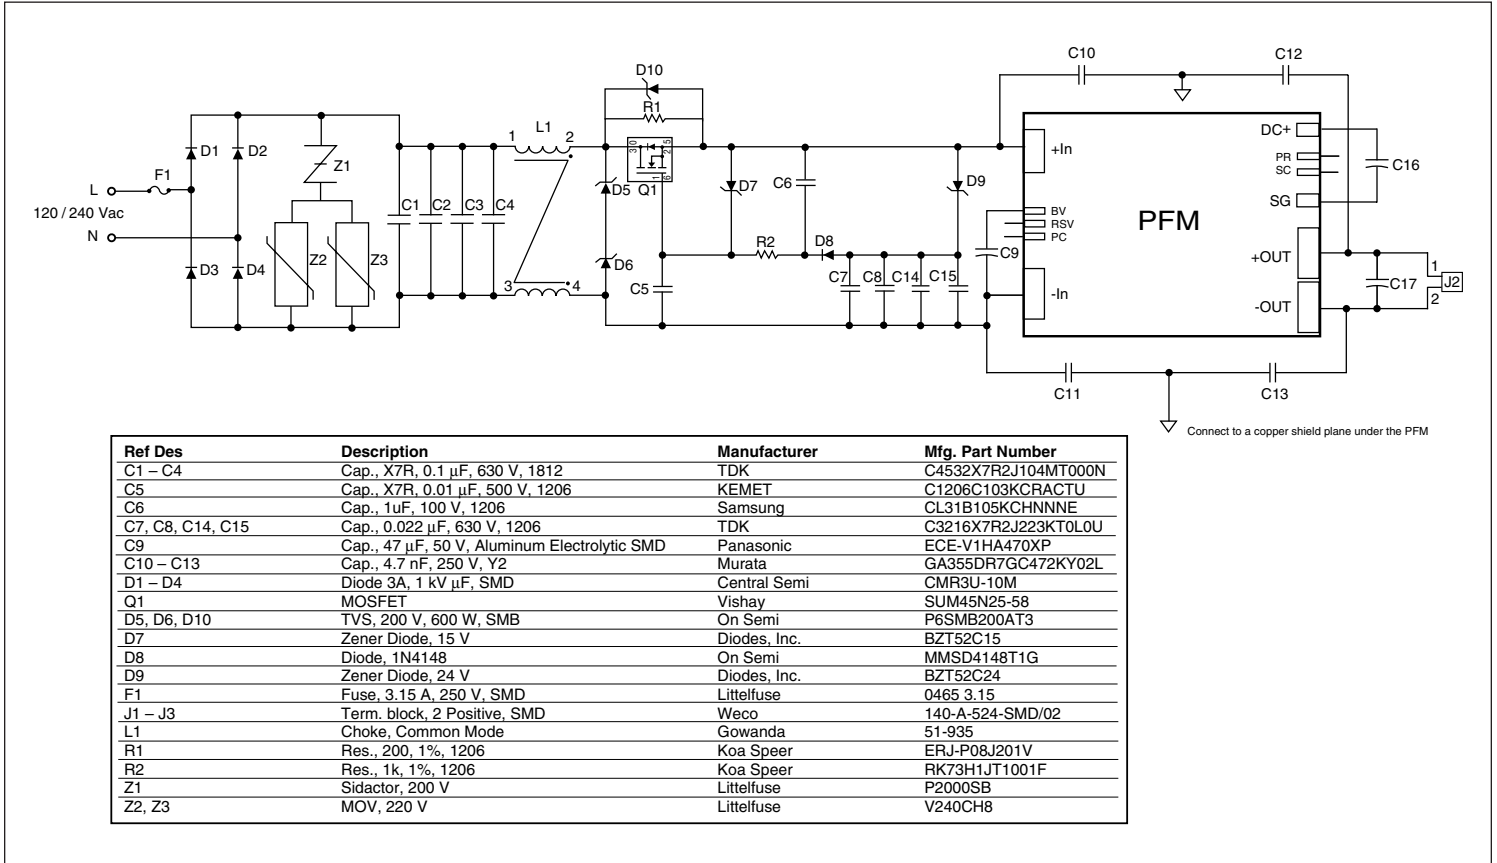 C10
C12
D10
R1
1
L1
2
3 0
5
2
1
6
Q1
PFM
+In
DC+
PR
SC
SG
C16
D1
D2
Z1
F1
L
120 / 240 Vac
N
C1
C2
C3
C4
D5
D7
C6
D9
BV
RSV
PC
D3
D4
Z2
Z3
D6
R2
D8
C5
C7
C8
C14
C15
C9
+OUT
-In
-OUT
C17
1
J2
2
3
4
C11
C13
Connect to a copper shield plane under the PFM
Ref Des Description Manufacturer Mfg. Part Number
C1 – C4 Cap., X7R, 0.1 μF, 630 V, 1812 TDK C4532X7R2J104MT000N
C5 Cap., X7R, 0.01 μF, 500 V, 1206 KEMET C1206C103KCRACTU
C6 Cap., 1uF, 100 V, 1206 Samsung CL31B105KCHNNNE
C7, C8, C14, C15 Cap., 0.022 μF, 630 V, 1206 TDK C3216X7R2J223KT0L0U
C9 Cap., 47 μF, 50 V, Aluminum Electrolytic SMD Panasonic ECE-V1HA470XP
C10 – C13 Cap., 4.7 nF, 250 V, Y2 Murata GA355DR7GC472KY02L
D1 – D4 Diode 3A, 1 kV μF, SMD Central Semi CMR3U-10M
Q1 MOSFET Vishay SUM45N25-58
D5, D6, D10 TVS, 200 V, 600 W, SMB On Semi P6SMB200AT3
D7 Zener Diode, 15 V Diodes, Inc. BZT52C15
D8 Diode, 1N4148 On Semi MMSD4148T1G
D9 Zener Diode, 24 V Diodes, Inc. BZT52C24
F1 Fuse, 3.15 A, 250 V, SMD Littelfuse 0465 3.15
J1 – J3 Term. block, 2 Positive, SMD Weco 140-A-524-SMD/02
L1 Choke, Common Mode Gowanda 51-935
R1 Res., 200, 1%, 1206 Koa Speer ERJ-P08J201V
R2 Res., 1k, 1%, 1206 Koa Speer RK73H1JT1001F
Z1 Sidactor, 200 V Littelfuse P2000SB
Z2, Z3 MOV, 220 V Littelfuse V240CH8